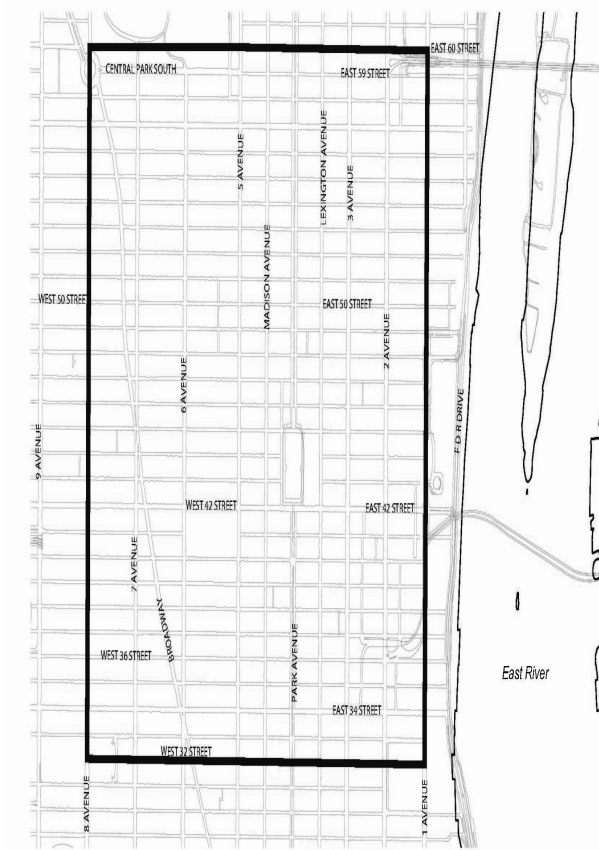 EAST 60 STREET
CENTRAL PARK SOUTH
EAST 59 STREET
5 AVENUE
LEXINGTON AVENUE
3 AVENUE
MADISON AVENUE
WEST 50 STREET
EAST 50 STREET
2 AVENUE
6 AVENUE
F D R DRIVE
9 AVENUE
WEST 42 STREET
EAST 42 STREET
7 AVENUE
BROADWAY
WEST 36 STREET
PARK AVENUE
East River
EAST 34 STREET
WEST 32 STREET
8 AVENUE
1 AVENUE